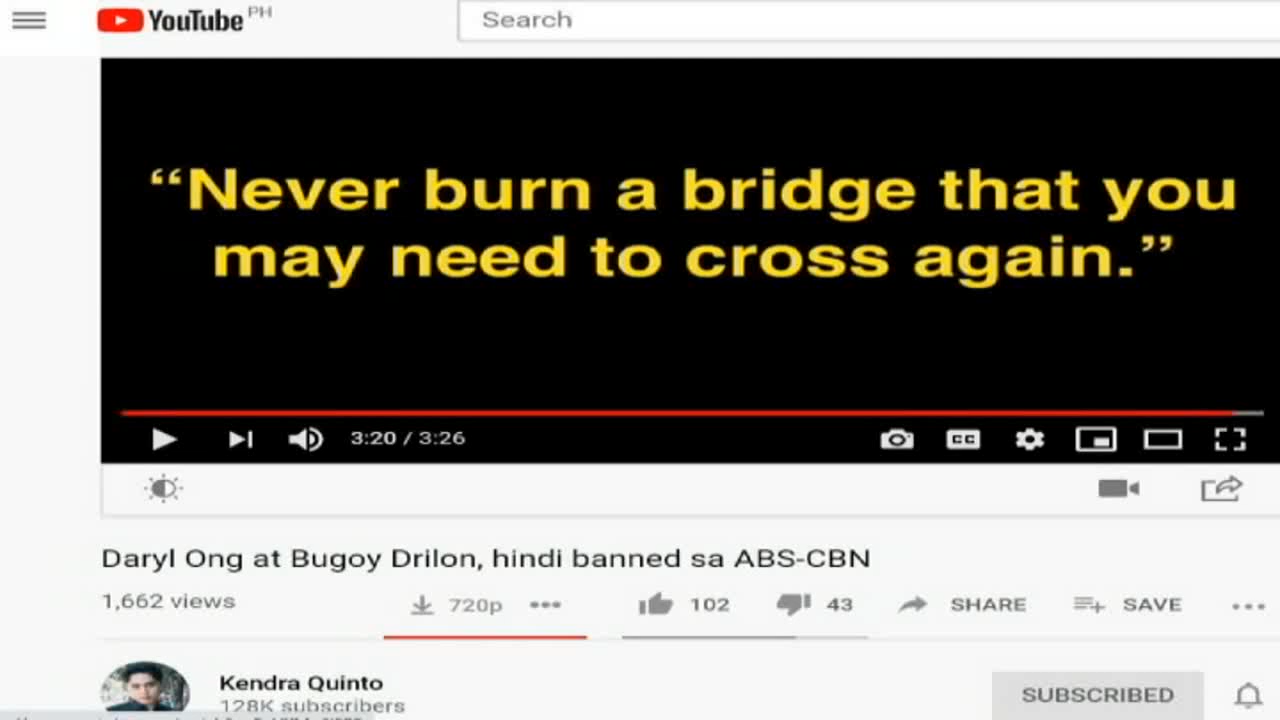 YouTube PH
Search
“Never burn a bridge that you
may need to cross again.”
3:20 / 3:26
CC
Daryl Ong at Bugoy Drilon, hindi banned sa ABS-CBN
1,662 views
720p
102
43
SHARE
SAVE
Kendra Quinto
128K subscribers
SUBSCRIBED